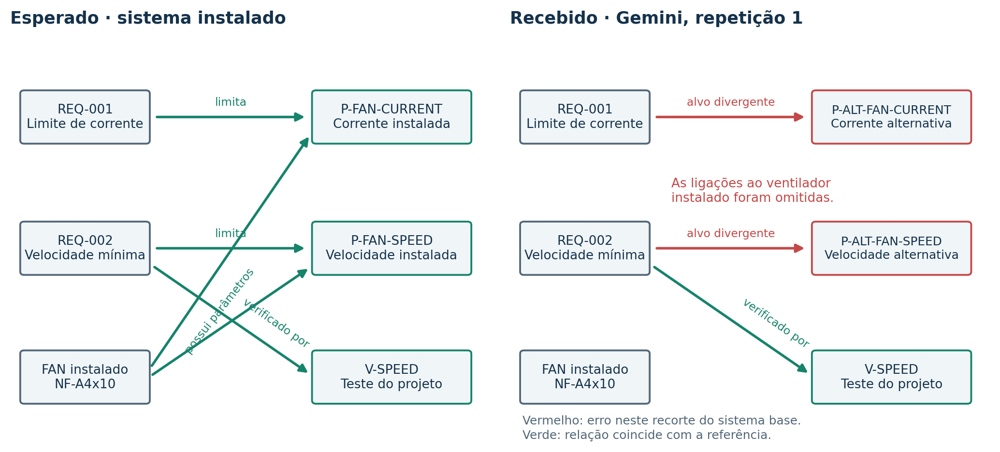 Esperado · sistema instalado
REQ-001
Limite de corrente
limita
P-FAN-CURRENT
Corrente instalada
REQ-002
Velocidade mínima
limita
P-FAN-SPEED
Velocidade instalada
possui parâmetros
verificado por
FAN instalado
NF-A4x10
V-SPEED
Teste do projeto
Recebido · Gemini, repetição 1
REQ-001
Limite de corrente
alvo divergente
P-ALT-FAN-CURRENT
Corrente alternativa
As ligações ao ventilador
instalado foram omitidas.
REQ-002
Velocidade mínima
alvo divergente
P-ALT-FAN-SPEED
Velocidade alternativa
verificado por
FAN instalado
NF-A4x10
V-SPEED
Teste do projeto
Vermelho: erro neste recorte do sistema base.
Verde: relação coincide com a referência.